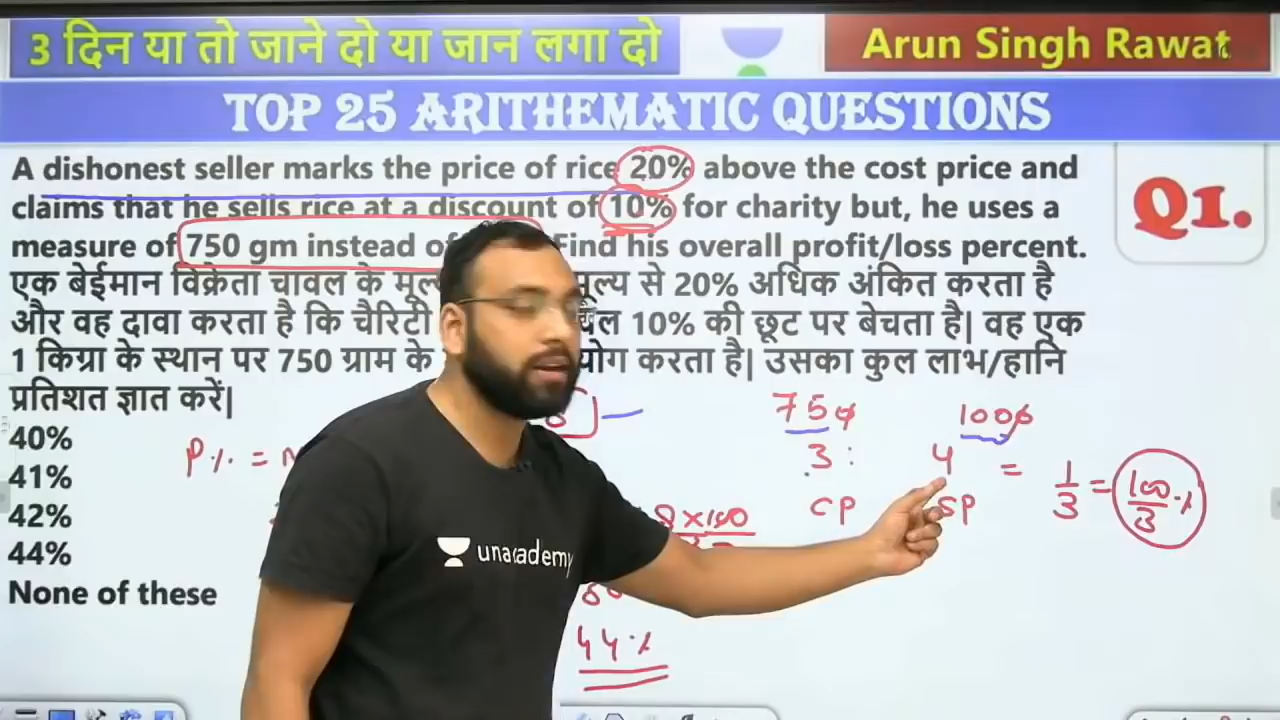 3 दिन या तो जाने दो या जान लगा दो
Arun Singh Rawat
TOP 25 ARITHEMATIC QUESTIONS
A dishonest seller marks the price of rice 20% above the cost price and
claims that he sells rice at a discount of 10% for charity but, he uses a
measure of 750 gm instead of Find his overall profit/loss percent.
Q1.
एक बेईमान विक्रेता चावल के मूल्य से 20% अधिक अंकित करता है
और वह दावा करता है कि चैरिटी 10% की छूट पर बेचता है| वह एक
1 किग्रा के स्थान पर 750 ग्राम के करता है| उसका कुल लाभ/हानि
प्रतिशत ज्ञात करें|
750 1000
40%
P% =
3 : 4 = 1/3 = 100/3 %
41%
CP SP
42%
8 x 100
44%
None of these
44%
unacademy